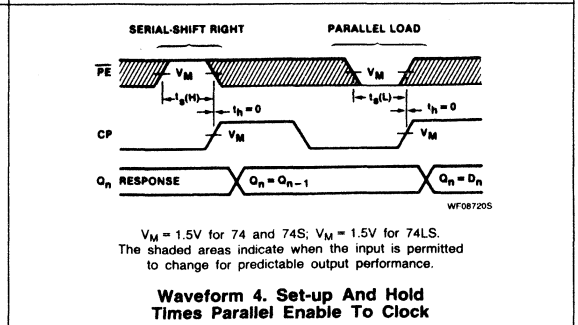 SERIAL-SHIFT RIGHT PARALLEL LOAD
PE VM VM
ts(H) ts(L)
th = 0 th = 0
CP VM VM
Qn RESPONSE Qn = Qn-1 Qn = Dn
WF08720S
VM = 1.5V for 74 and 74S; VM = 1.5V for 74LS.
The shaded areas indicate when the input is permitted
to change for predictable output performance.
Waveform 4. Set-up And Hold
Times Parallel Enable To Clock